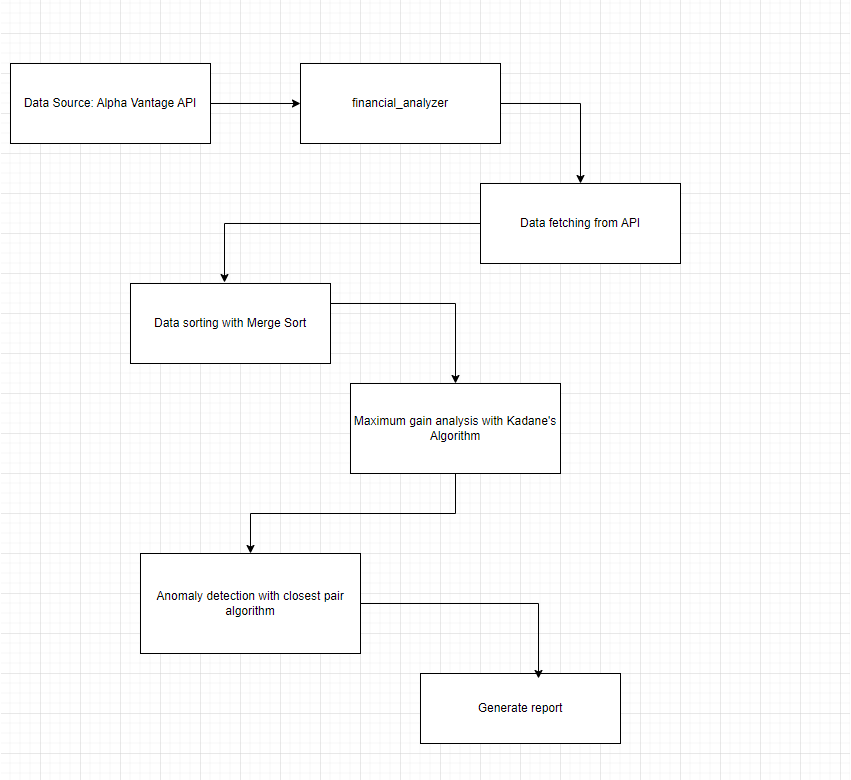 Data Source: Alpha Vantage API
financial_analyzer
Data fetching from API
Data sorting with Merge Sort
Maximum gain analysis with Kadane's
Algorithm
Anomaly detection with closest pair
algorithm
Generate report